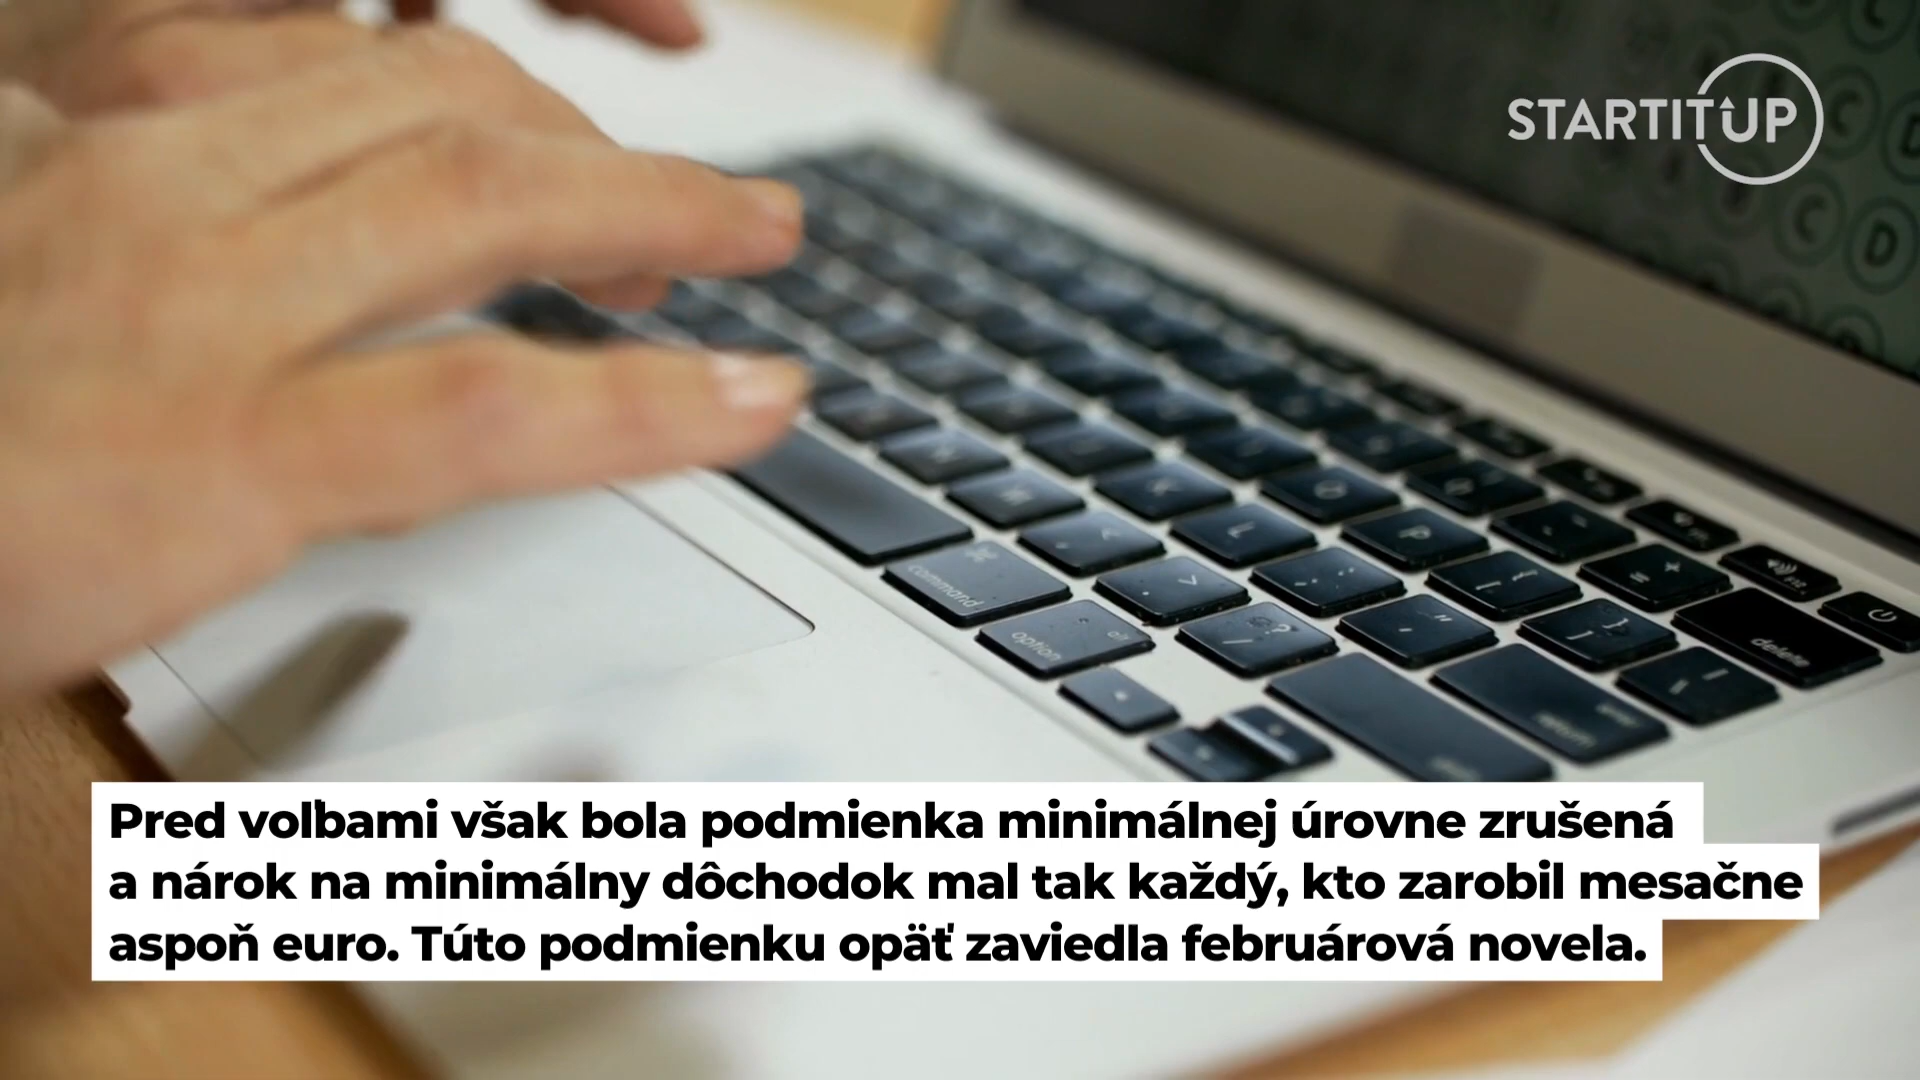 STARTITUP
C
D
C
D
command
option
alt
delete
Pred voľbami však bola podmienka minimálnej úrovne zrušená
a nárok na minimálny dôchodok mal tak každý, kto zarobil mesačne
aspoň euro. Túto podmienku opäť zaviedla februárová novela.